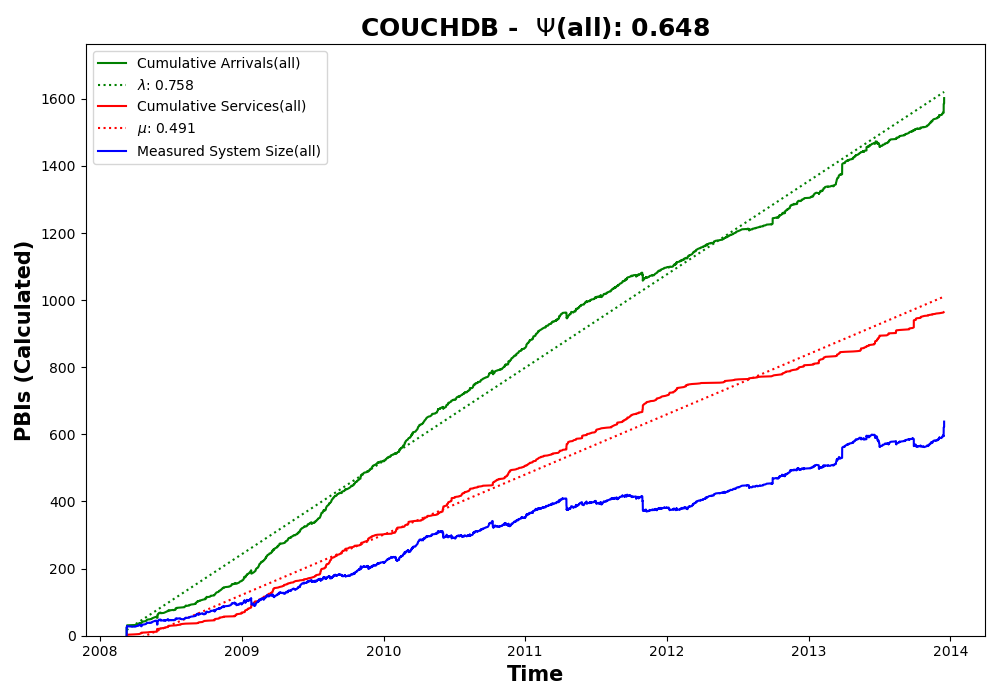 COUCHDB - Ψ(all): 0.648
Cumulative Arrivals(all)
λ: 0.758
Cumulative Services(all)
μ: 0.491
Measured System Size(all)
PBIs (Calculated)
1600
1400
1200
1000
800
600
400
200
0
2008 2009 2010 2011 2012 2013 2014
Time